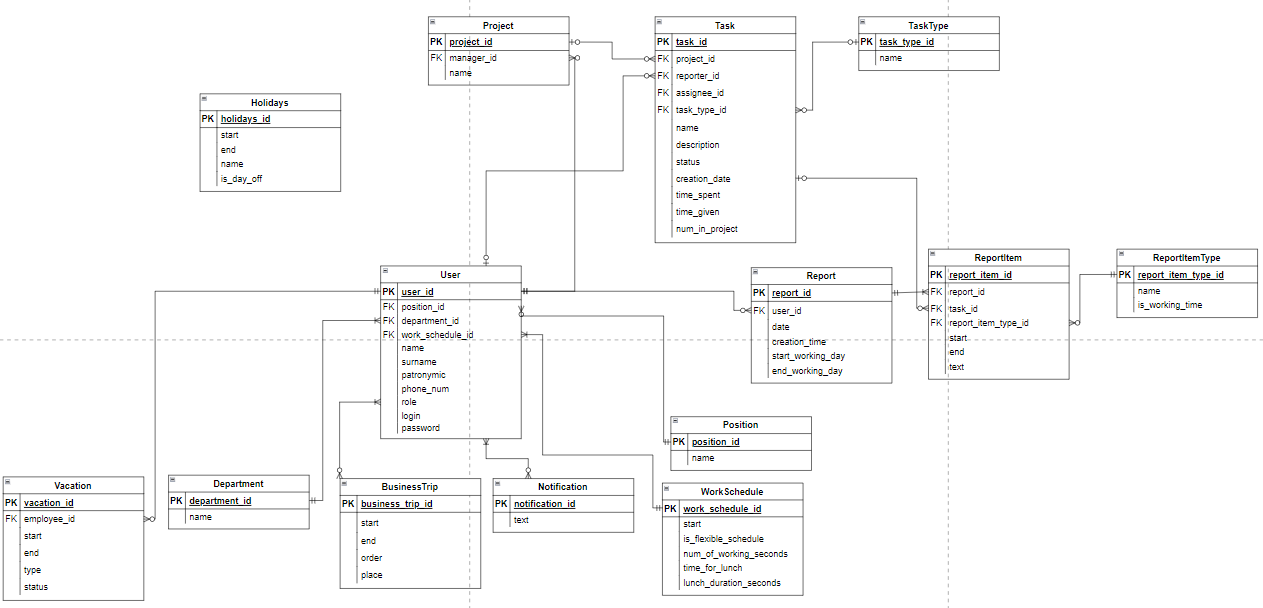 Project
PK project_id
FK manager_id
name
Task
PK task_id
FK project_id
FK reporter_id
FK assignee_id
FK task_type_id
name
description
status
creation_date
time_spent
time_given
num_in_project
TaskType
PK task_type_id
name
Holidays
PK holidays_id
start
end
name
is_day_off
User
PK user_id
FK position_id
FK department_id
FK work_schedule_id
name
surname
patronymic
phone_num
role
login
password
Report
PK report_id
FK user_id
date
creation_time
start_working_day
end_working_day
ReportItem
PK report_item_id
FK report_id
FK task_id
FK report_item_type_id
start
end
text
ReportItemType
PK report_item_type_id
name
is_working_time
Position
PK position_id
name
Vacation
PK vacation_id
FK employee_id
start
end
type
status
Department
PK department_id
name
BusinessTrip
PK business_trip_id
start
end
order
place
Notification
PK notification_id
text
WorkSchedule
PK work_schedule_id
start
is_flexible_schedule
num_of_working_seconds
time_for_lunch
lunch_duration_seconds